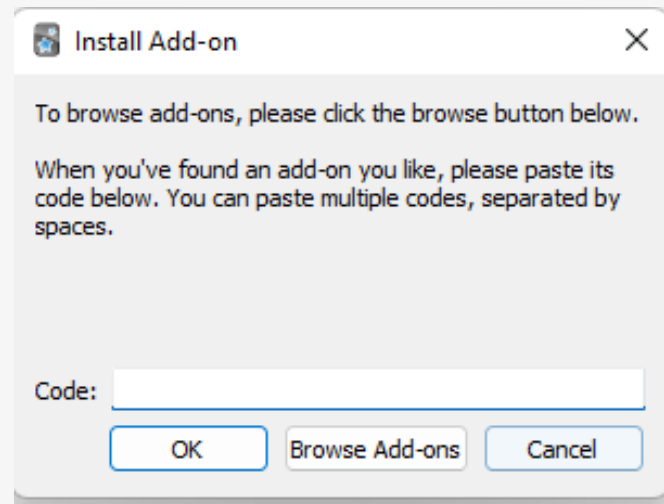 Install Add-on
To browse add-ons, please click the browse button below.
When you've found an add-on you like, please paste its
code below. You can paste multiple codes, separated by
spaces.
Code:
OK Browse Add-ons Cancel